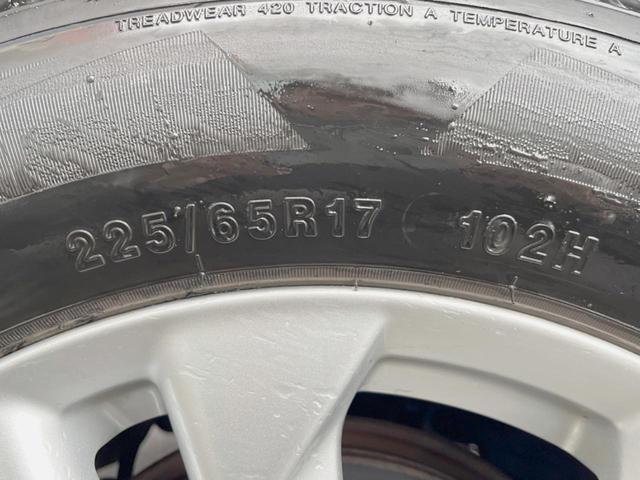 TREADWEAR 420 TRACTION A TEMPERATURE A
225/65R17 102H